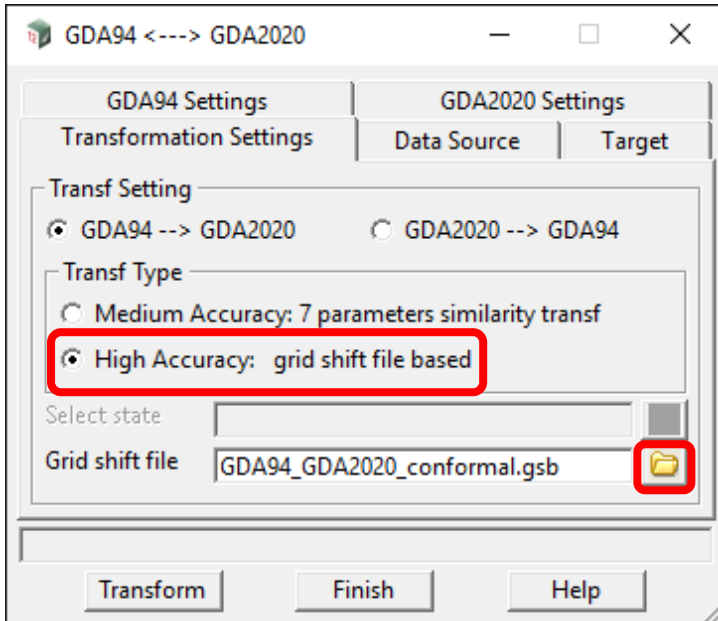 GDA94 <---> GDA2020
GDA94 Settings
GDA2020 Settings
Transformation Settings
Data Source
Target
Transf Setting
GDA94 --> GDA2020
GDA2020 --> GDA94
Transf Type
Medium Accuracy: 7 parameters similarity transf
High Accuracy: grid shift file based
Select state
Grid shift file
GDA94_GDA2020_conformal.gsb
Transform
Finish
Help